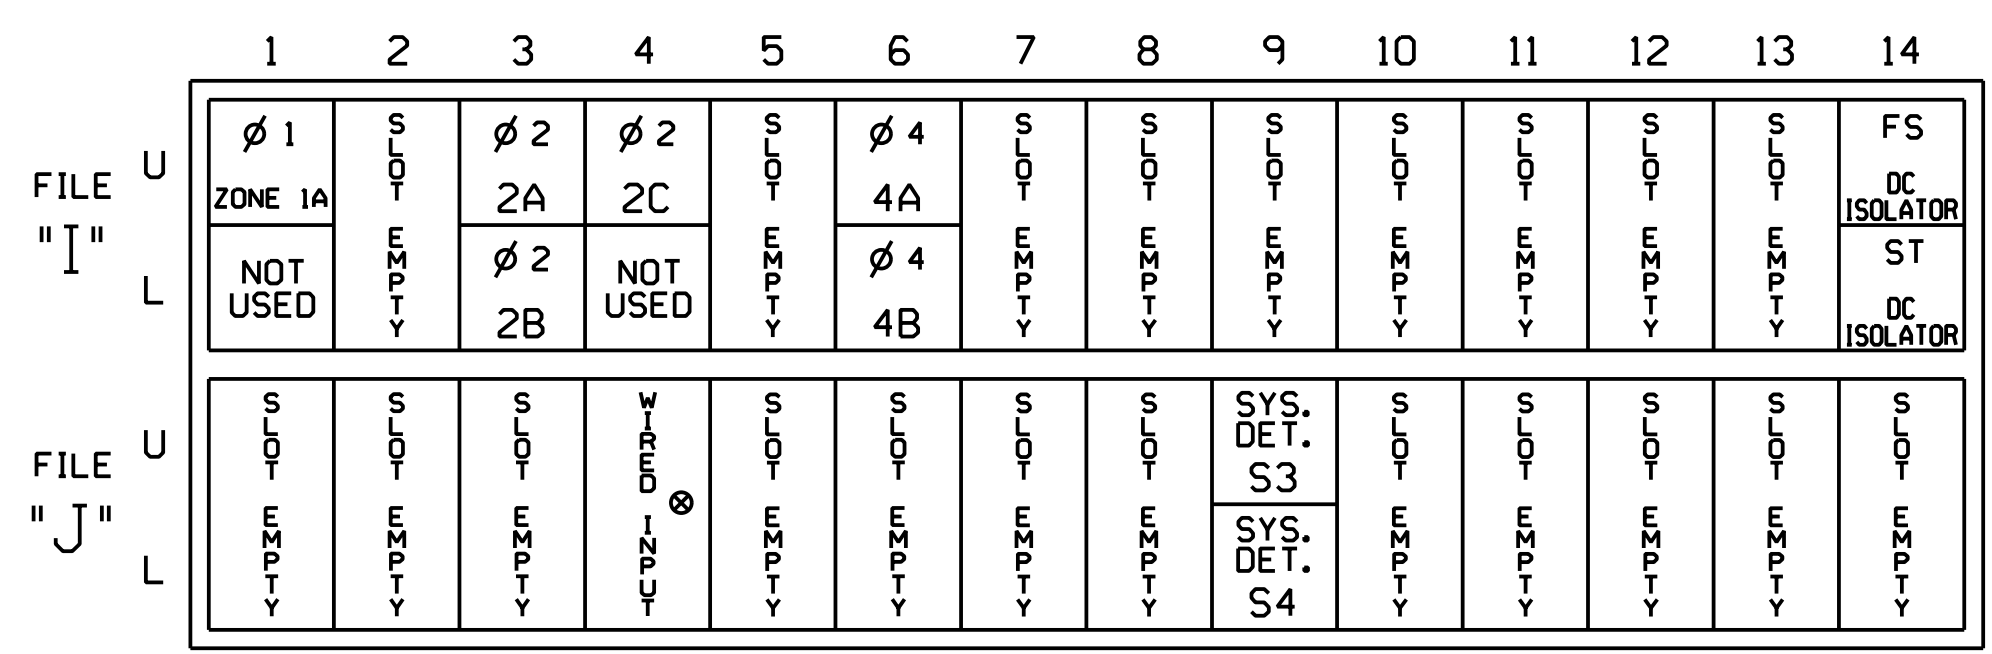 1 2 3 4 5 6 7 8 9 10 11 12 13 14
FILE
"I"
U
L
Ø 1
ZONE 1A
NOT
USED
SLOT EMPTY
Ø 2
2A
Ø 2
2B
Ø 2
2C
NOT
USED
SLOT EMPTY
Ø 4
4A
Ø 4
4B
SLOT EMPTY
SLOT EMPTY
SLOT EMPTY
SLOT EMPTY
SLOT EMPTY
SLOT EMPTY
SLOT EMPTY
FS
DC
ISOLATOR
ST
DC
ISOLATOR
FILE
"J"
U
L
SLOT EMPTY
SLOT EMPTY
SLOT EMPTY
WIRED INPUT
⊗
SLOT EMPTY
SLOT EMPTY
SLOT EMPTY
SLOT EMPTY
SYS.
DET.
S3
SYS.
DET.
S4
SLOT EMPTY
SLOT EMPTY
SLOT EMPTY
SLOT EMPTY
SLOT EMPTY